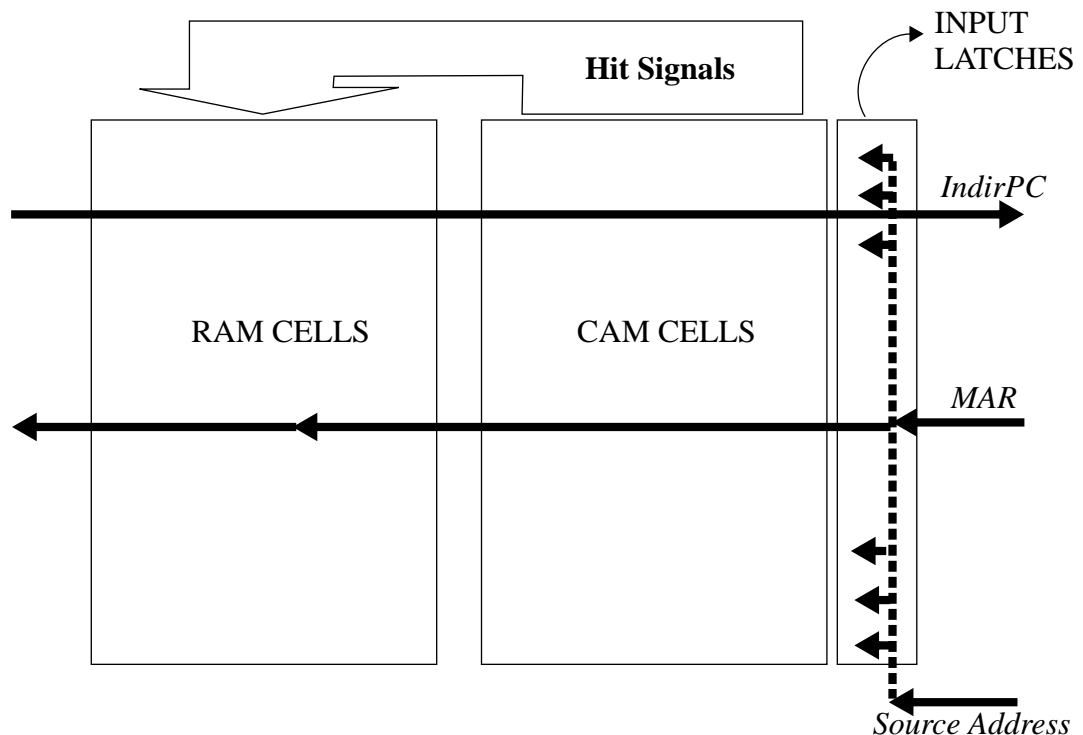 INPUT
LATCHES
Hit Signals
IndirPC
RAM CELLS
CAM CELLS
MAR
Source Address